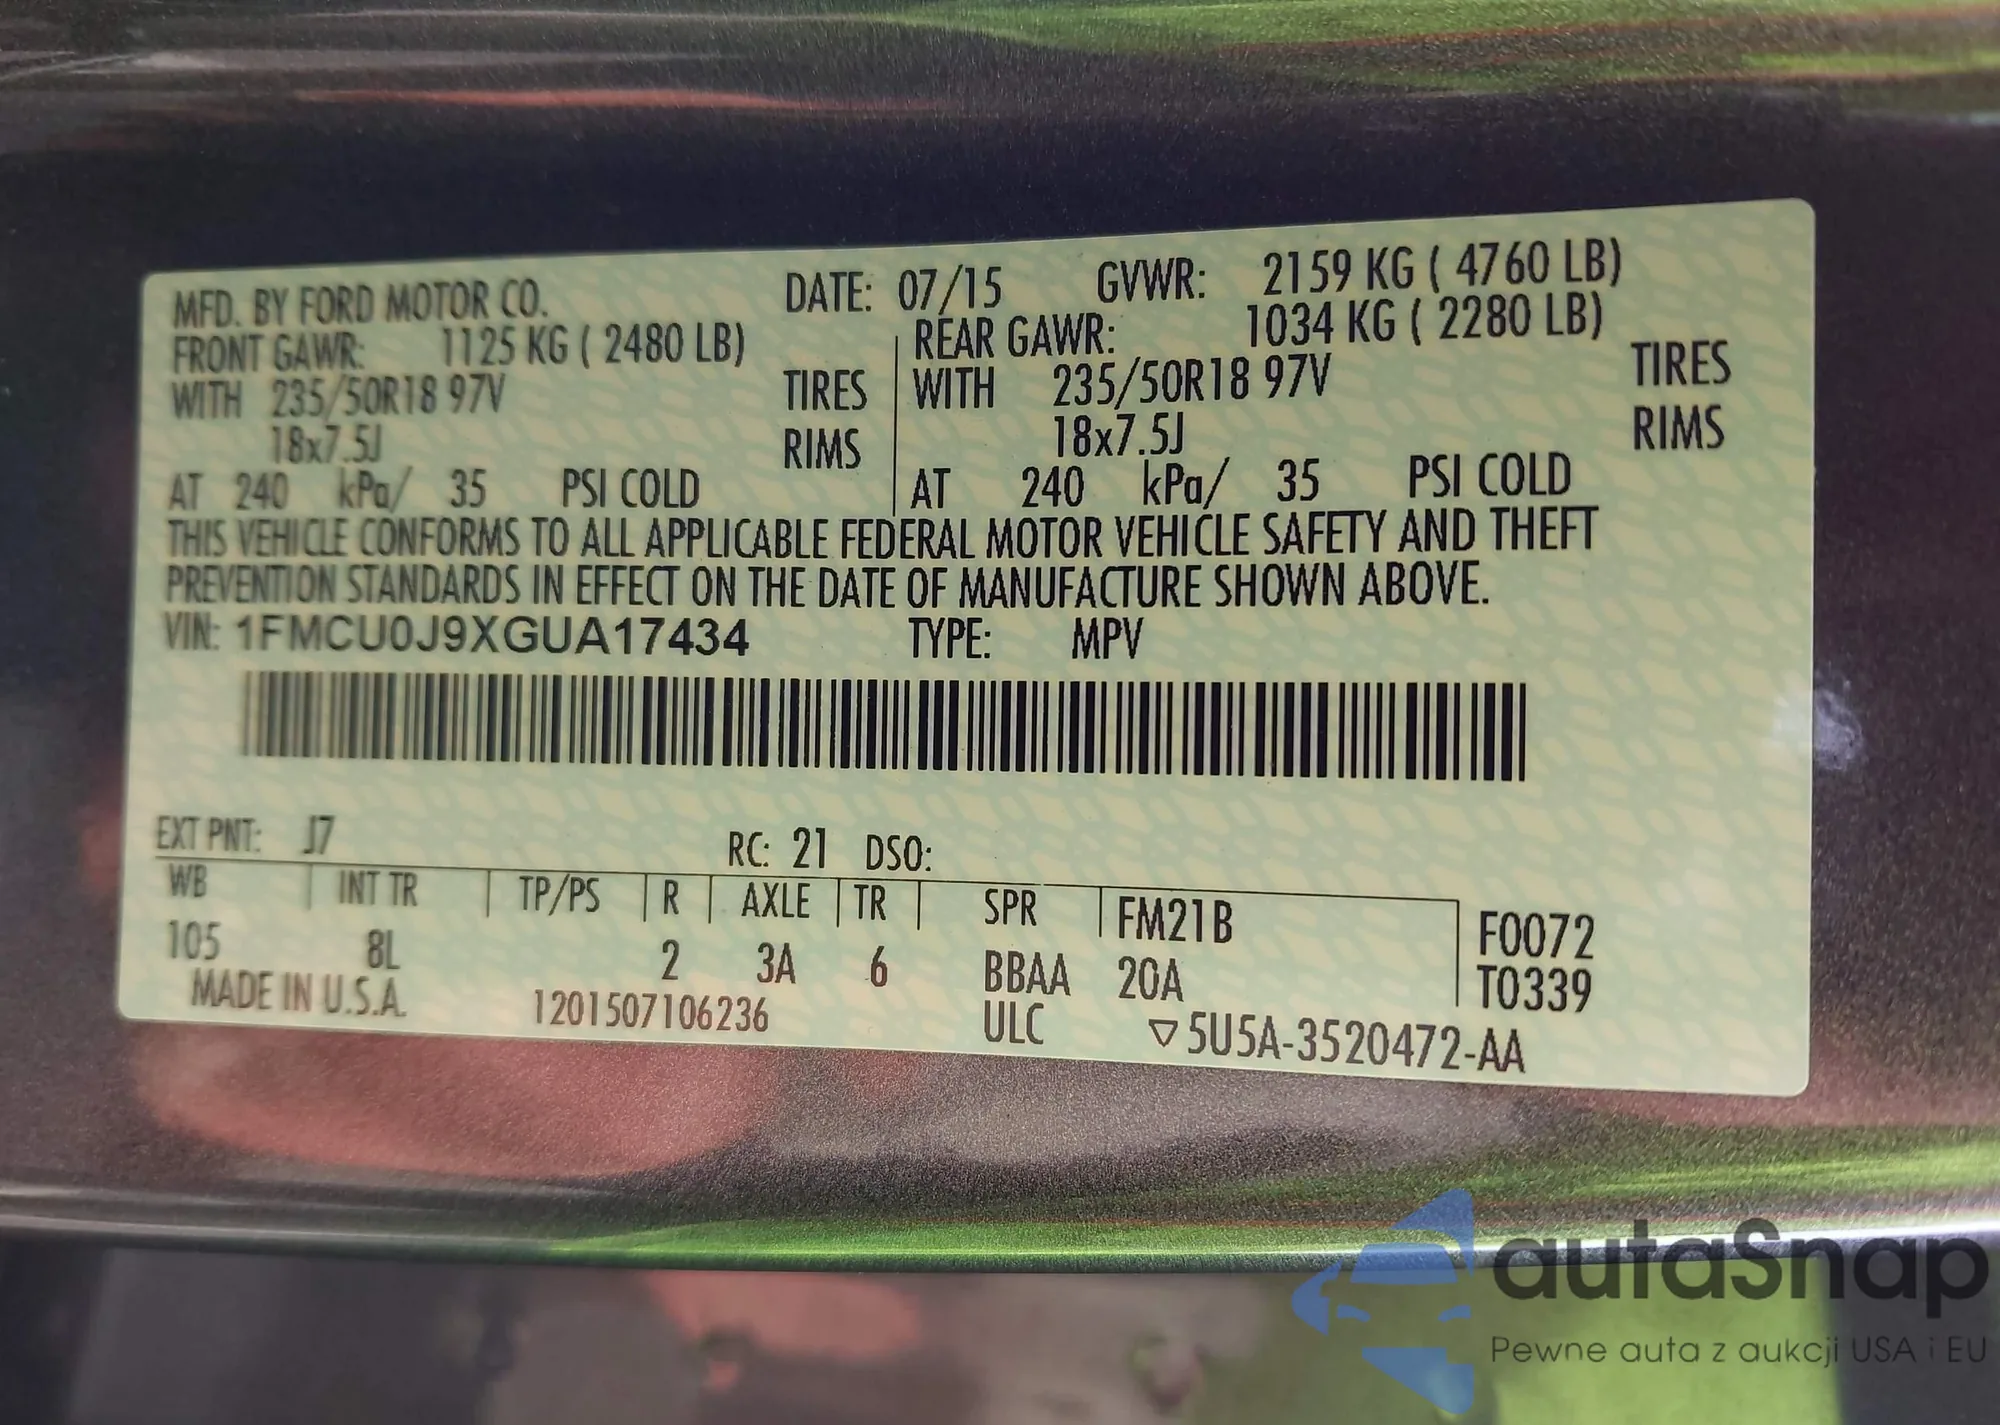 MFD. BY FORD MOTOR CO. DATE: 07/15 GVWR: 2159 KG ( 4760 LB)
FRONT GAWR: 1125 KG ( 2480 LB) REAR GAWR: 1034 KG ( 2280 LB)
WITH 235/50R18 97V TIRES WITH 235/50R18 97V TIRES
18x7.5J RIMS 18x7.5J RIMS
AT 240 kPa/ 35 PSI COLD AT 240 kPa/ 35 PSI COLD
THIS VEHICLE CONFORMS TO ALL APPLICABLE FEDERAL MOTOR VEHICLE SAFETY AND THEFT
PREVENTION STANDARDS IN EFFECT ON THE DATE OF MANUFACTURE SHOWN ABOVE.
VIN: 1FMCU0J9XGUA17434 TYPE: MPV
EXT PNT: J7 RC: 21 DSO:
WB INT TR TP/PS R AXLE TR SPR FM21B F0072
105 8L 2 3A 6 BBAA 20A T0339
MADE IN U.S.A. 1201507106236 ULC ▽5U5A-3520472-AA
autaSnap
Pewne auta z aukcji USA i EU